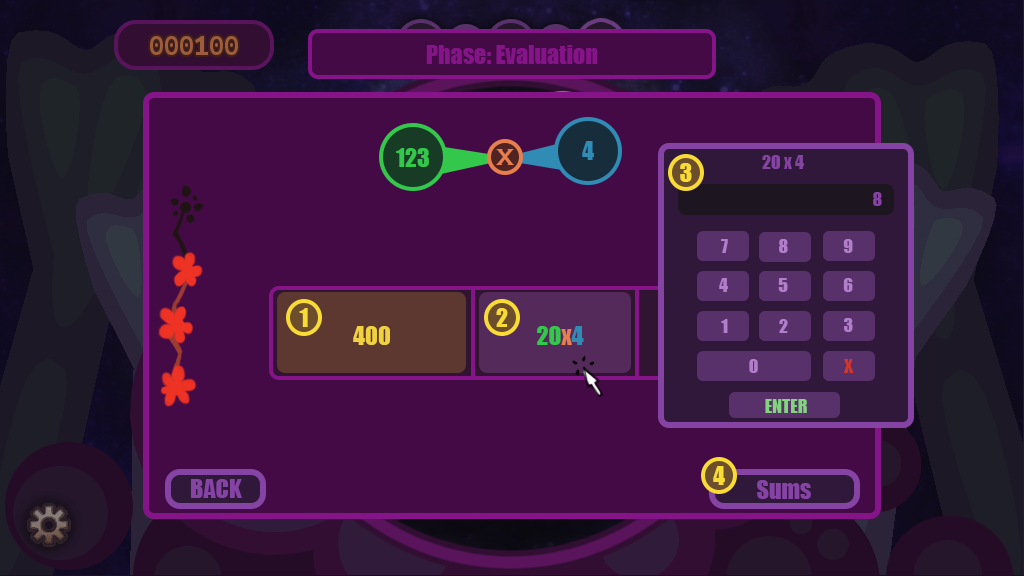 000100
Phase: Evaluation
123 X 4
3
20 x 4
8
7 8 9
4 5 6
1 2 3
0 X
ENTER
1
400
2
20x4
BACK
4
Sums